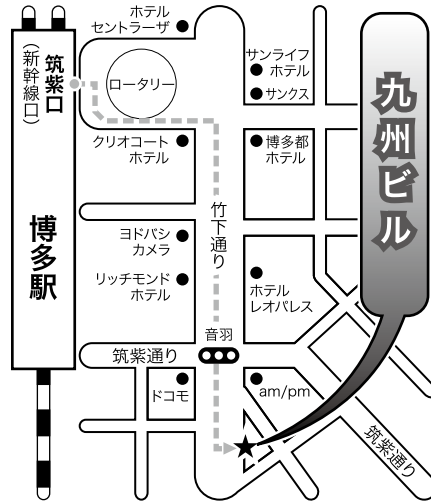 ホテル
セントラーザ
筑紫口
（新幹線口）
ロータリー
サンライフ
ホテル
サンクス
クリオコート
ホテル
博多都
ホテル
九州ビル
博多駅
竹下通り
ヨドバシ
カメラ
リッチモンド
ホテル
ホテル
レオパレス
音羽
筑紫通り
ドコモ
am/pm
筑紫通り